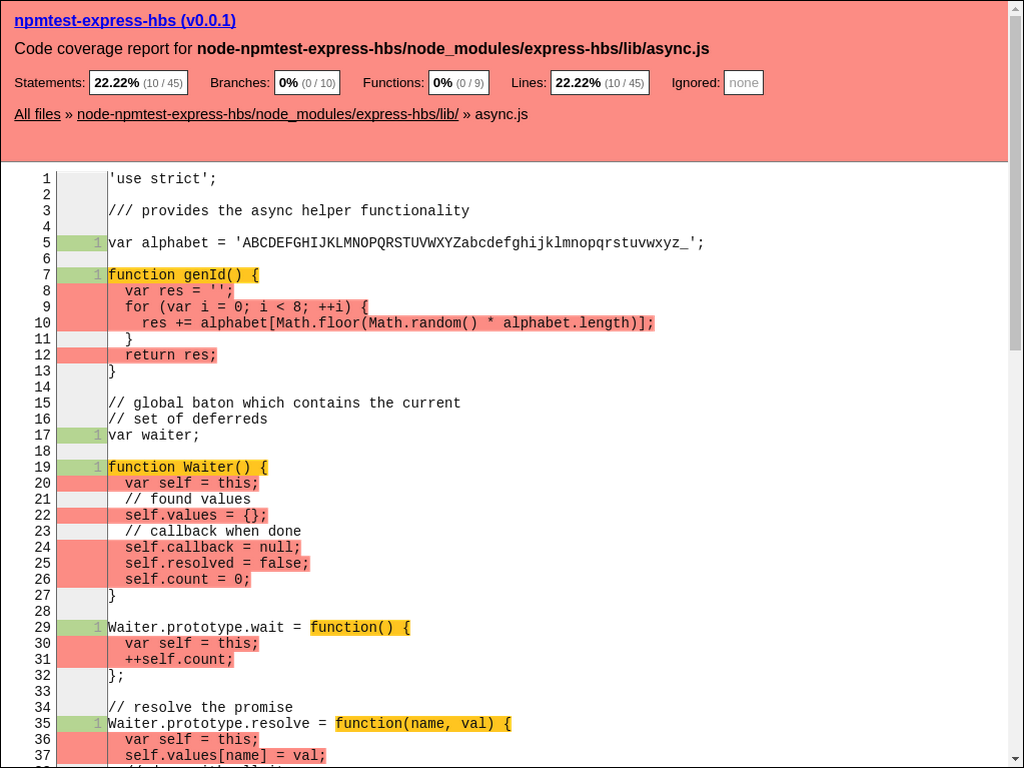 npmtest-express-hbs (v0.0.1)
Code coverage report for node-npmtest-express-hbs/node_modules/express-hbs/lib/async.js
Statements: 22.22% (10 / 45) Branches: 0% (0 / 10) Functions: 0% (0 / 9) Lines: 22.22% (10 / 45) Ignored: none
All files » node-npmtest-express-hbs/node_modules/express-hbs/lib/ » async.js
1 'use strict';
2
3 /// provides the async helper functionality
4
5 1 var alphabet = 'ABCDEFGHIJKLMNOPQRSTUVWXYZabcdefghijklmnopqrstuvwxyz_';
6
7 1 function genId() {
8 var res = '';
9 for (var i = 0; i < 8; ++i) {
10 res += alphabet[Math.floor(Math.random() * alphabet.length)];
11 }
12 return res;
13 }
14
15 // global baton which contains the current
16 // set of deferreds
17 1 var waiter;
18
19 1 function Waiter() {
20 var self = this;
21 // found values
22 self.values = {};
23 // callback when done
24 self.callback = null;
25 self.resolved = false;
26 self.count = 0;
27 }
28
29 1 Waiter.prototype.wait = function() {
30 var self = this;
31 ++self.count;
32 };
33
34 // resolve the promise
35 1 Waiter.prototype.resolve = function(name, val) {
36 var self = this;
37 self.values[name] = val;